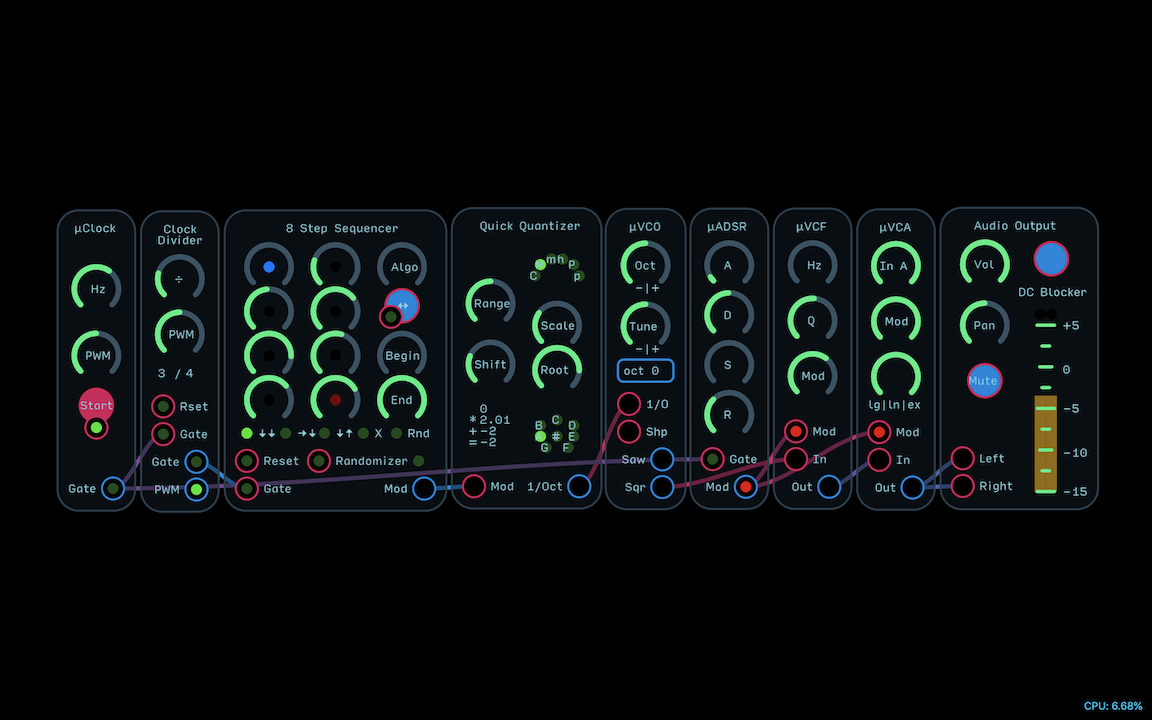 µClock
Hz
PWM
Start
Gate
Clock
Divider
÷
PWM
3 / 4
Rset
Gate
Gate
PWM
8 Step Sequencer
Algo
↔
Begin
End
↓↓ →↓ ↓↑ X Rnd
Reset Randomizer
Gate Mod
Quick Quantizer
C M mh P p
Range
Scale
Shift
Root
0
*2.01
+-2
=-2
B C D
A # E
G F
Mod 1/Oct
µVCO
Oct
-|+
Tune
-|+
oct 0
1/O
Shp
Saw
Sqr
µADSR
A
D
S
R
Gate
Mod
µVCF
Hz
Q
Mod
Mod
In
Out
µVCA
In A
Mod
lg|ln|ex
Mod
In
Out
Audio Output
Vol
DC Blocker
Pan
Mute
+5
0
-5
-10
-15
Left
Right
CPU: 6.68%